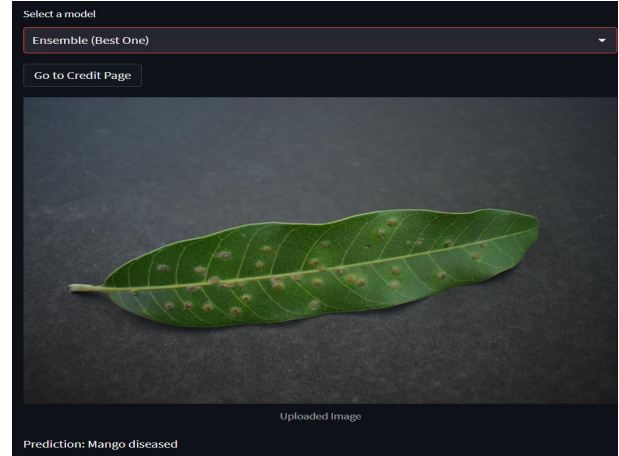 Select a model
Ensemble (Best One)
Go to Credit Page
Uploaded Image
Prediction: Mango diseased